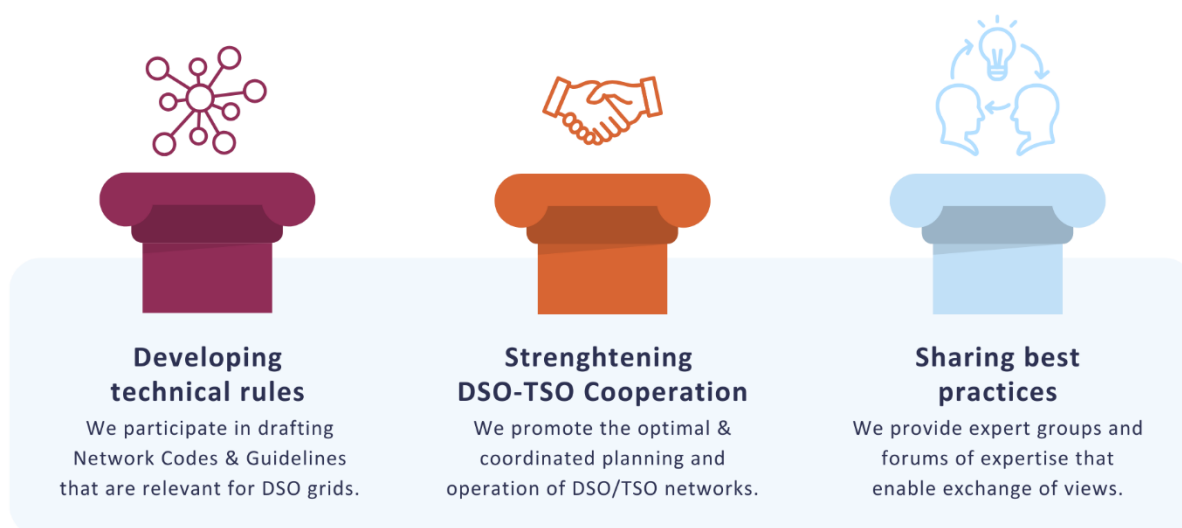 Developing
technical rules
We participate in drafting
Network Codes & Guidelines
that are relevant for DSO grids.
Strenghtening
DSO-TSO Cooperation
We promote the optimal &
coordinated planning and
operation of DSO/TSO networks.
Sharing best
practices
We provide expert groups and
forums of expertise that
enable exchange of views.